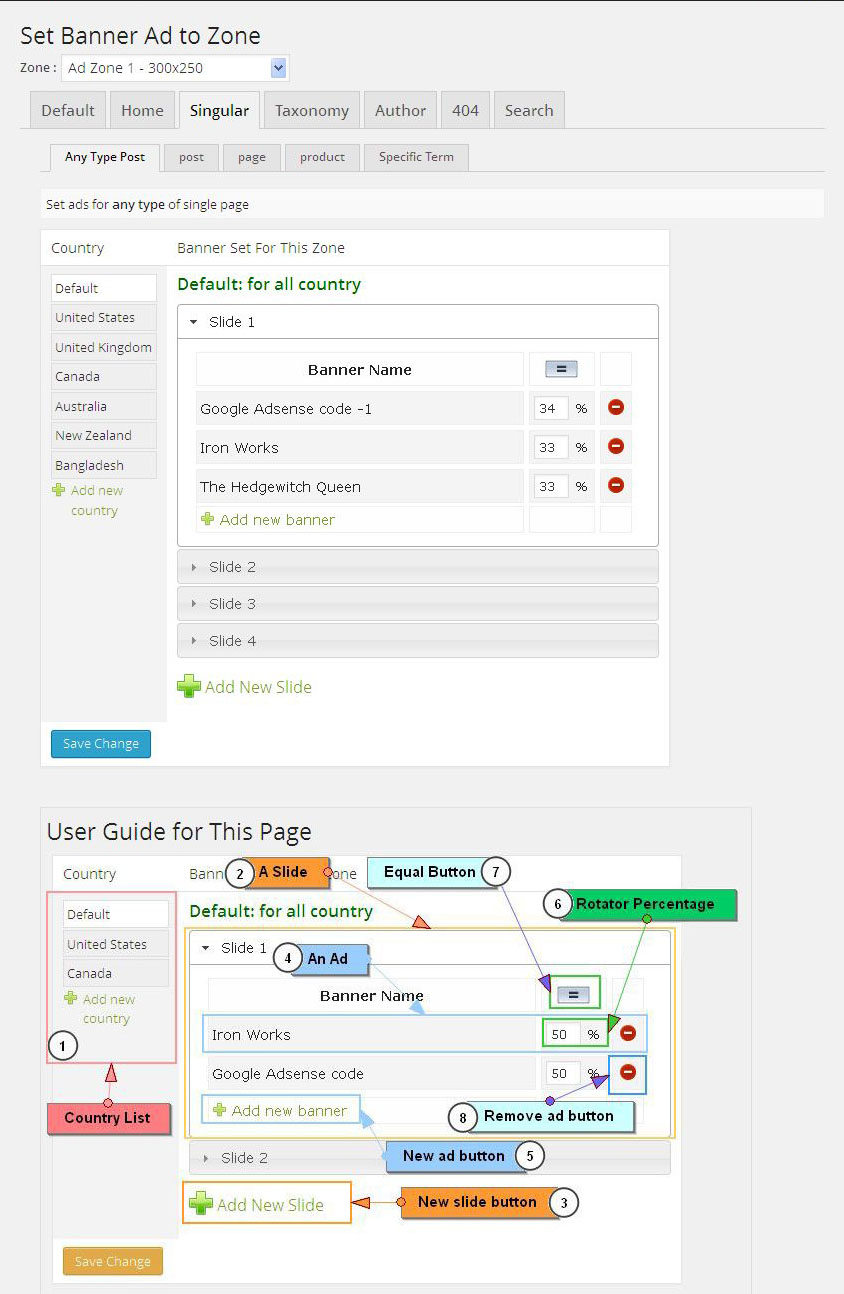 Set Banner Ad to Zone
Zone : Ad Zone 1 - 300x250
Default Home Singular Taxonomy Author 404 Search
Any Type Post post page product Specific Term
Set ads for any type of single page
Country Banner Set For This Zone
Default Default: for all country
United States Slide 1
United Kingdom
Canada Banner Name =
Australia Google Adsense code -1 34 %
New Zealand Iron Works 33 %
Bangladesh The Hedgewitch Queen 33 %
Add new country
Add new banner
Slide 2
Slide 3
Slide 4
Add New Slide
Save Change
User Guide for This Page
Country 2 A Slide one Equal Button 7
Default Default: for all country 6 Rotator Percentage
United States Slide 1 4 An Ad
Canada Banner Name =
Add new country
Iron Works 50 %
1
Google Adsense code 50 %
Country List Add new banner 8 Remove ad button
Slide 2 New ad button 5
Add New Slide New slide button 3
Save Change